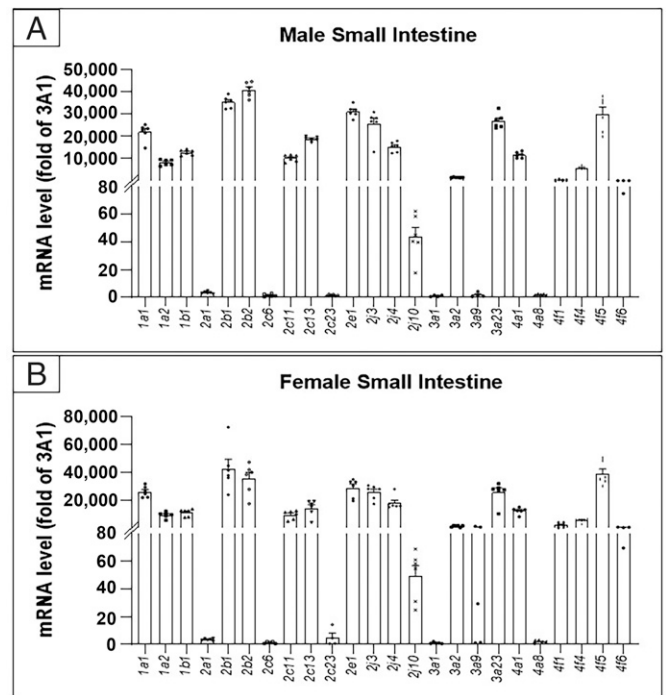 A
Male Small Intestine
mRNA level (fold of 3A1)
50,000
40,000
30,000
20,000
10,000
80
60
40
20
0
1a1 1a2 1b1 2a1 2b1 2b2 2c6 2c11 2c13 2c23 2e1 2j3 2j4 2j10 3a1 3a2 3a9 3a23 4a1 4a8 4f1 4f4 4f5 4f6
B
Female Small Intestine
mRNA level (fold of 3A1)
80,000
60,000
40,000
20,000
80
60
40
20
0
1a1 1a2 1b1 2a1 2b1 2b2 2c6 2c11 2c13 2c23 2e1 2j3 2j4 2j10 3a1 3a2 3a9 3a23 4a1 4a8 4f1 4f4 4f5 4f6